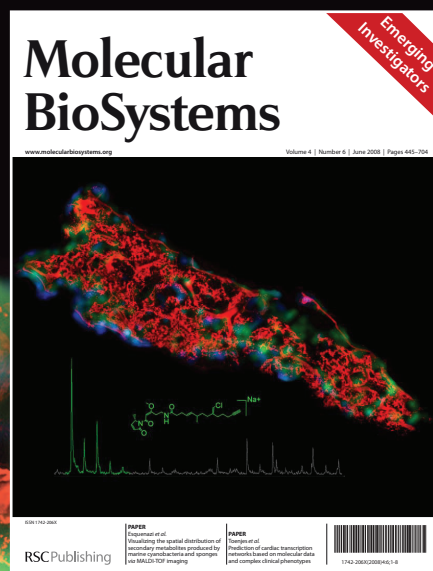 Emerging
Investigators
Molecular
BioSystems
www.molecularbiosystems.org
Volume 4 | Number 6 | June 2008 | Pages 445–704
Cl
Na+
O
O
O
N
H
N
O
ISSN 1742-206X
RSCPublishing
PAPER
Esquenazi et al.
Visualizing the spatial distribution of
secondary metabolites produced by
marine cyanobacteria and sponges
via MALDI-TOF imaging
PAPER
Toenjes et al.
Prediction of cardiac transcription
networks based on molecular data
and complex clinical phenotypes
1742-206X(2008)4:6;1-8